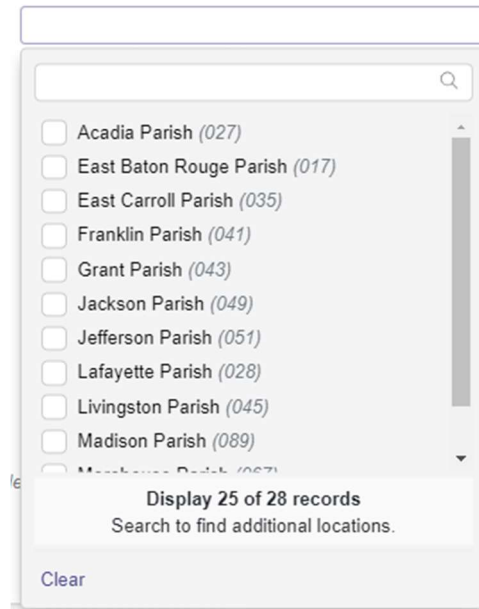 Acadia Parish (027)
East Baton Rouge Parish (017)
East Carroll Parish (035)
Franklin Parish (041)
Grant Parish (043)
Jackson Parish (049)
Jefferson Parish (051)
Lafayette Parish (028)
Livingston Parish (045)
Madison Parish (089)
Display 25 of 28 records
Search to find additional locations.
Clear